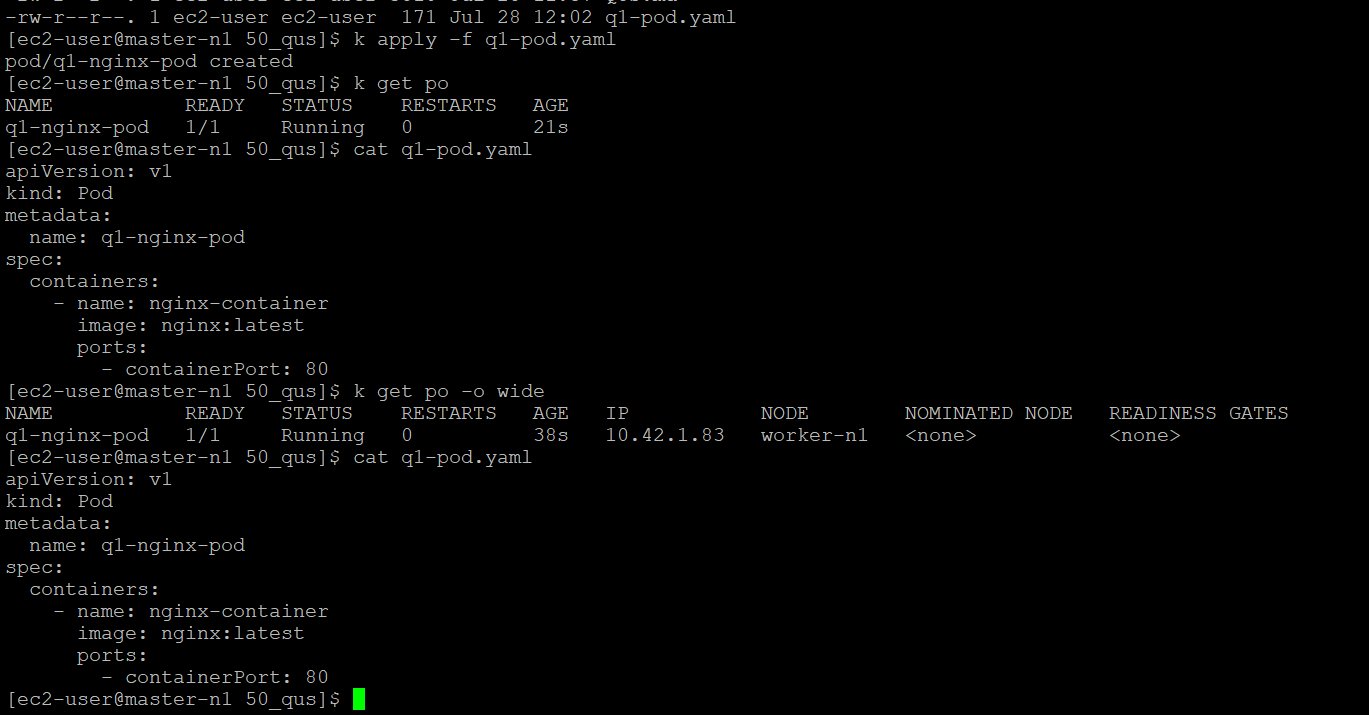 -rw-r--r--. 1 ec2-user ec2-user  171 Jul 28 12:02 q1-pod.yaml
[ec2-user@master-n1 50_qus]$ k apply -f q1-pod.yaml
pod/q1-nginx-pod created
[ec2-user@master-n1 50_qus]$ k get po
NAME           READY   STATUS    RESTARTS   AGE
q1-nginx-pod   1/1     Running   0          21s
[ec2-user@master-n1 50_qus]$ cat q1-pod.yaml
apiVersion: v1
kind: Pod
metadata:
  name: q1-nginx-pod
spec:
  containers:
    - name: nginx-container
      image: nginx:latest
      ports:
        - containerPort: 80
[ec2-user@master-n1 50_qus]$ k get po -o wide
NAME           READY   STATUS    RESTARTS   AGE   IP           NODE        NOMINATED NODE   READINESS GATES
q1-nginx-pod   1/1     Running   0          38s   10.42.1.83   worker-n1   <none>           <none>
[ec2-user@master-n1 50_qus]$ cat q1-pod.yaml
apiVersion: v1
kind: Pod
metadata:
  name: q1-nginx-pod
spec:
  containers:
    - name: nginx-container
      image: nginx:latest
      ports:
        - containerPort: 80
[ec2-user@master-n1 50_qus]$